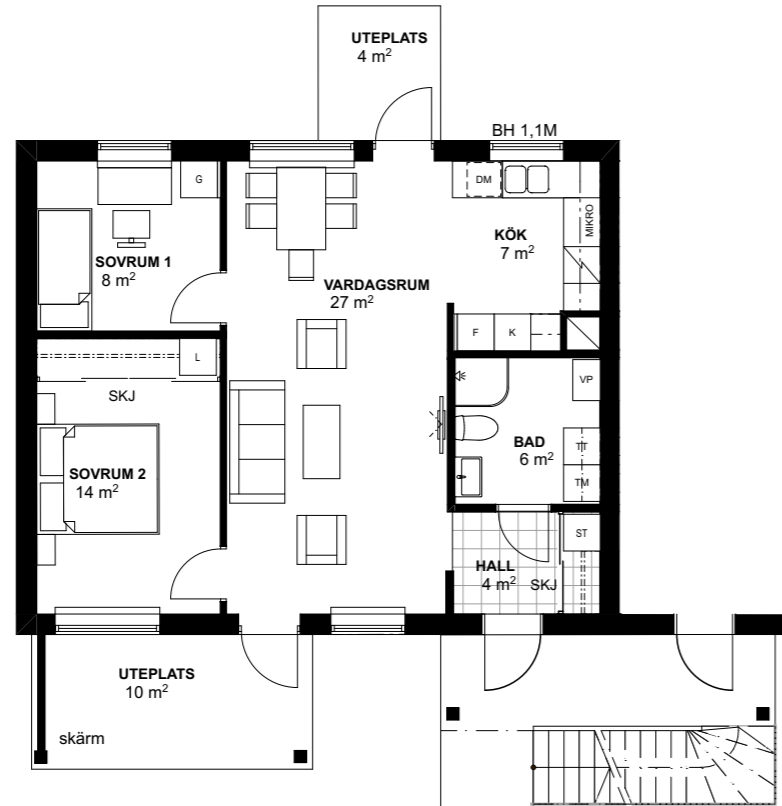 UTEPLATS
4 m²
BH 1,1M
DM
G
MIKRO
KÖK
7 m²
SOVRUM 1
8 m²
VARDAGSRUM
27 m²
F
K
L
SKJ
VP
BAD
6 m²
TT
TM
SOVRUM 2
14 m²
ST
HALL
4 m²
SKJ
UTEPLATS
10 m²
skärm